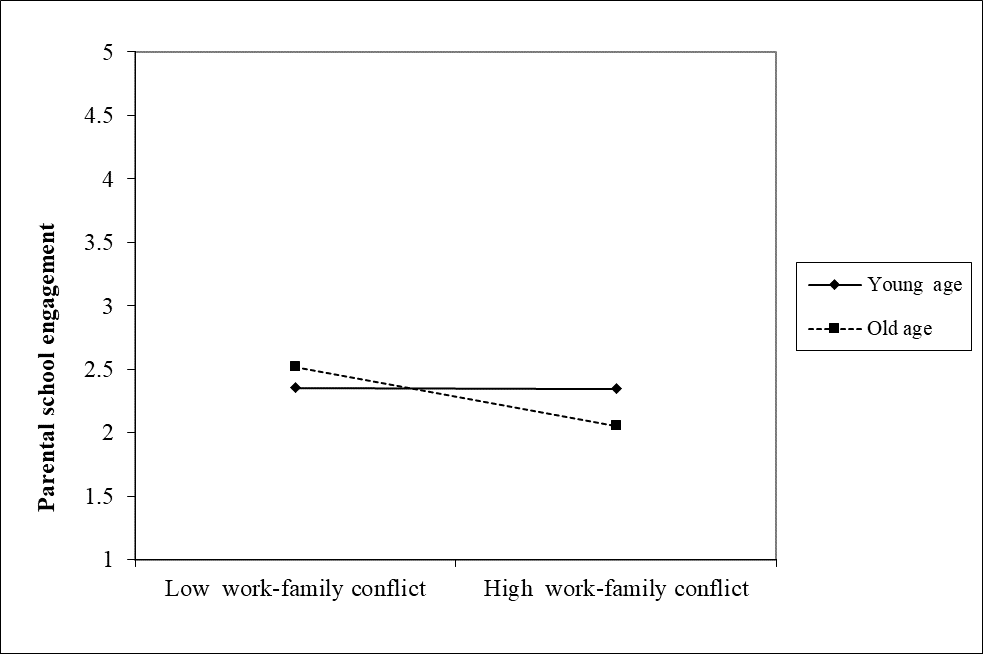 5
4.5
4
3.5
3
2.5
2
1.5
1
Parental school engagement
Low work-family conflict
High work-family conflict
Young age
Old age